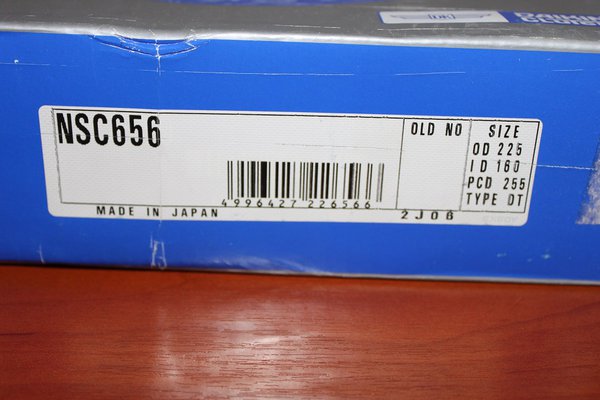 NSC656
OLD NO
SIZE
OD 225
ID 160
PCD 255
TYPE DT
4996427 226566
MADE IN JAPAN
2J06